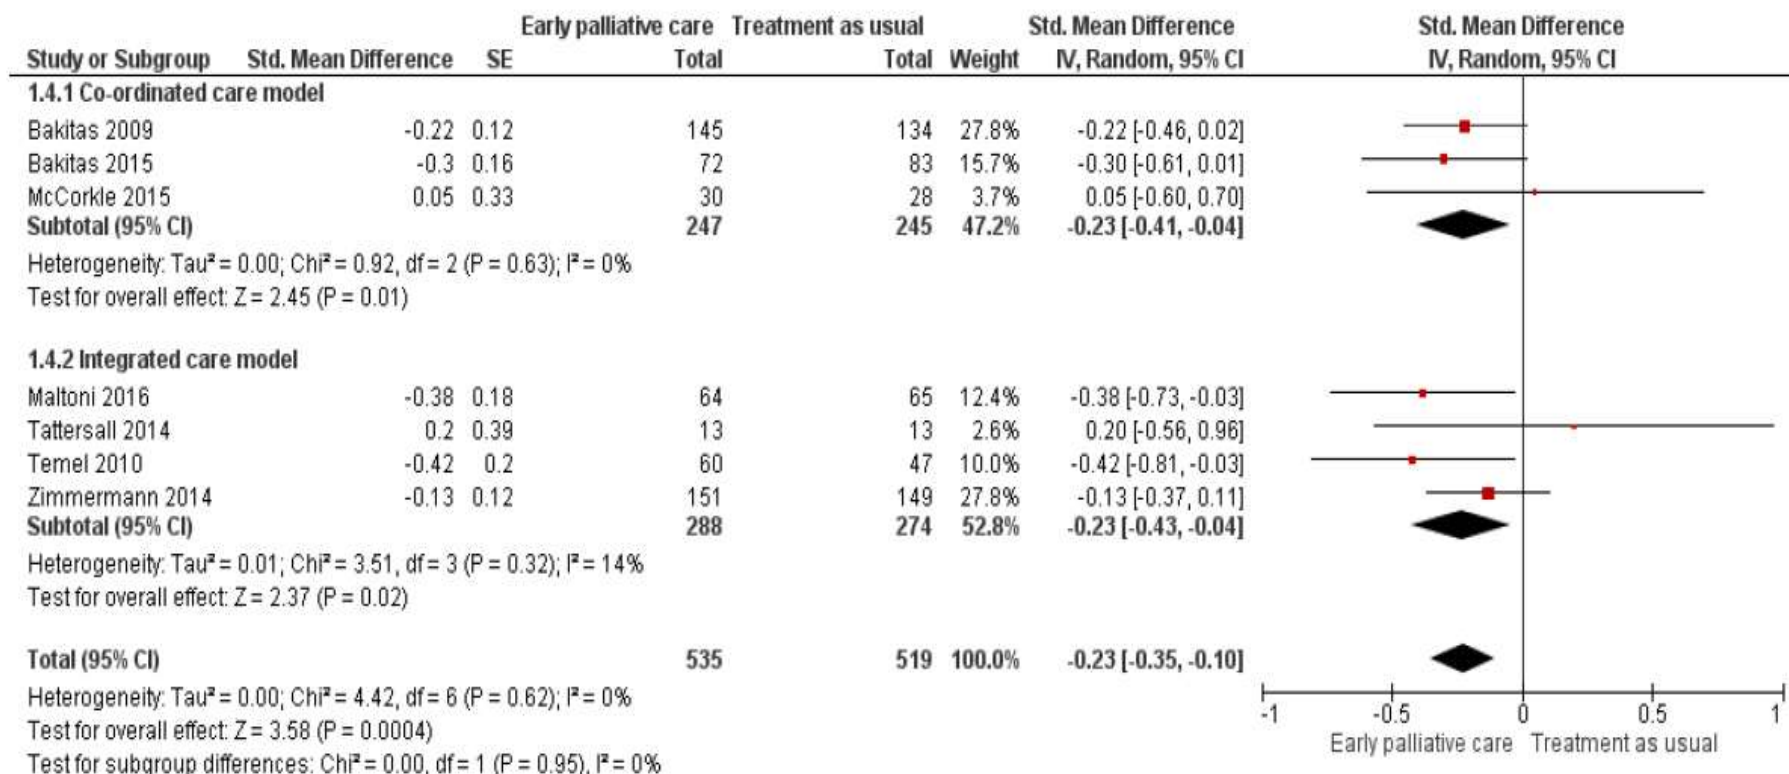 Early palliative care Treatment as usual Std. Mean Difference Std. Mean Difference
Study or Subgroup Std. Mean Difference SE Total Total Weight IV, Random, 95% CI IV, Random, 95% CI
1.4.1 Co-ordinated care model
Bakitas 2009 -0.22 0.12 145 134 27.8% -0.22 [-0.46, 0.02]
Bakitas 2015 -0.3 0.16 72 83 15.7% -0.30 [-0.61, 0.01]
McCorkle 2015 0.05 0.33 30 28 3.7% 0.05 [-0.60, 0.70]
Subtotal (95% CI) 247 245 47.2% -0.23 [-0.41, -0.04]
Heterogeneity: Tau² = 0.00; Chi² = 0.92, df = 2 (P = 0.63); I² = 0%
Test for overall effect: Z = 2.45 (P = 0.01)
1.4.2 Integrated care model
Maltoni 2016 -0.38 0.18 64 65 12.4% -0.38 [-0.73, -0.03]
Tattersall 2014 0.2 0.39 13 13 2.6% 0.20 [-0.56, 0.96]
Temel 2010 -0.42 0.2 60 47 10.0% -0.42 [-0.81, -0.03]
Zimmermann 2014 -0.13 0.12 151 149 27.8% -0.13 [-0.37, 0.11]
Subtotal (95% CI) 288 274 52.8% -0.23 [-0.43, -0.04]
Heterogeneity: Tau² = 0.01; Chi² = 3.51, df = 3 (P = 0.32); I² = 14%
Test for overall effect: Z = 2.37 (P = 0.02)
Total (95% CI) 535 519 100.0% -0.23 [-0.35, -0.10]
Heterogeneity: Tau² = 0.00; Chi² = 4.42, df = 6 (P = 0.62); I² = 0%
Test for overall effect: Z = 3.58 (P = 0.0004)
Test for subgroup differences: Chi² = 0.00, df = 1 (P = 0.95), I² = 0%
-1 -0.5 0 0.5 1
Early palliative care Treatment as usual